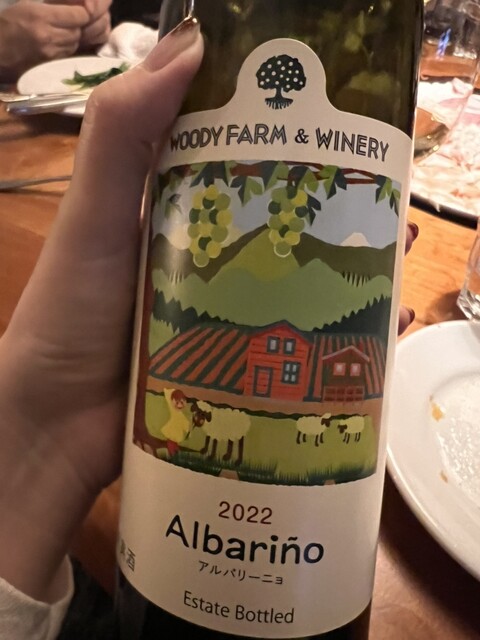 WOODY FARM & WINERY
2022
Albariño
アルバリーニョ
Estate Bottled